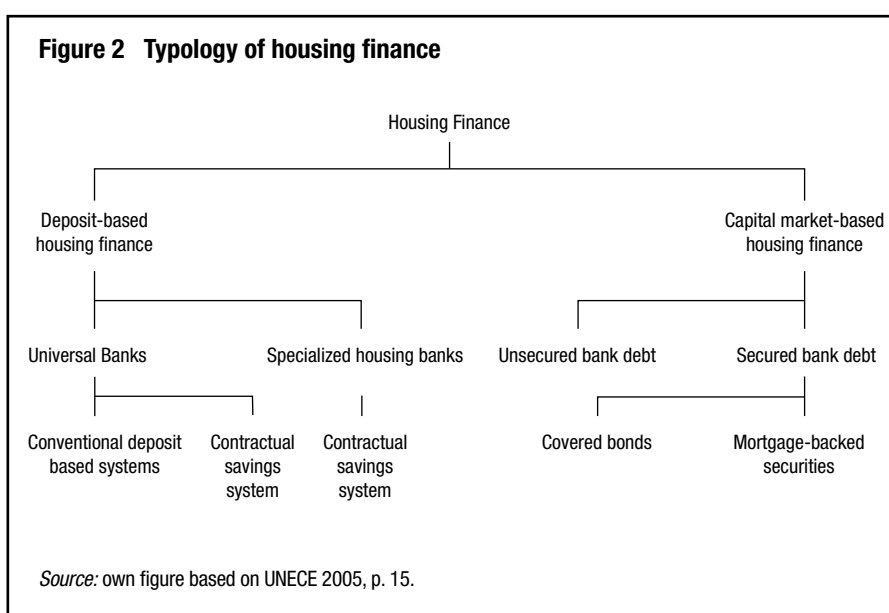 Figure 2 Typology of housing finance
Housing Finance
Deposit-based
housing finance
Capital market-based
housing finance
Universal Banks
Specialized housing banks
Unsecured bank debt
Secured bank debt
Conventional deposit
based systems
Contractual
savings
system
Contractual
savings
system
Covered bonds
Mortgage-backed
securities
Source: own figure based on UNECE 2005, p. 15.